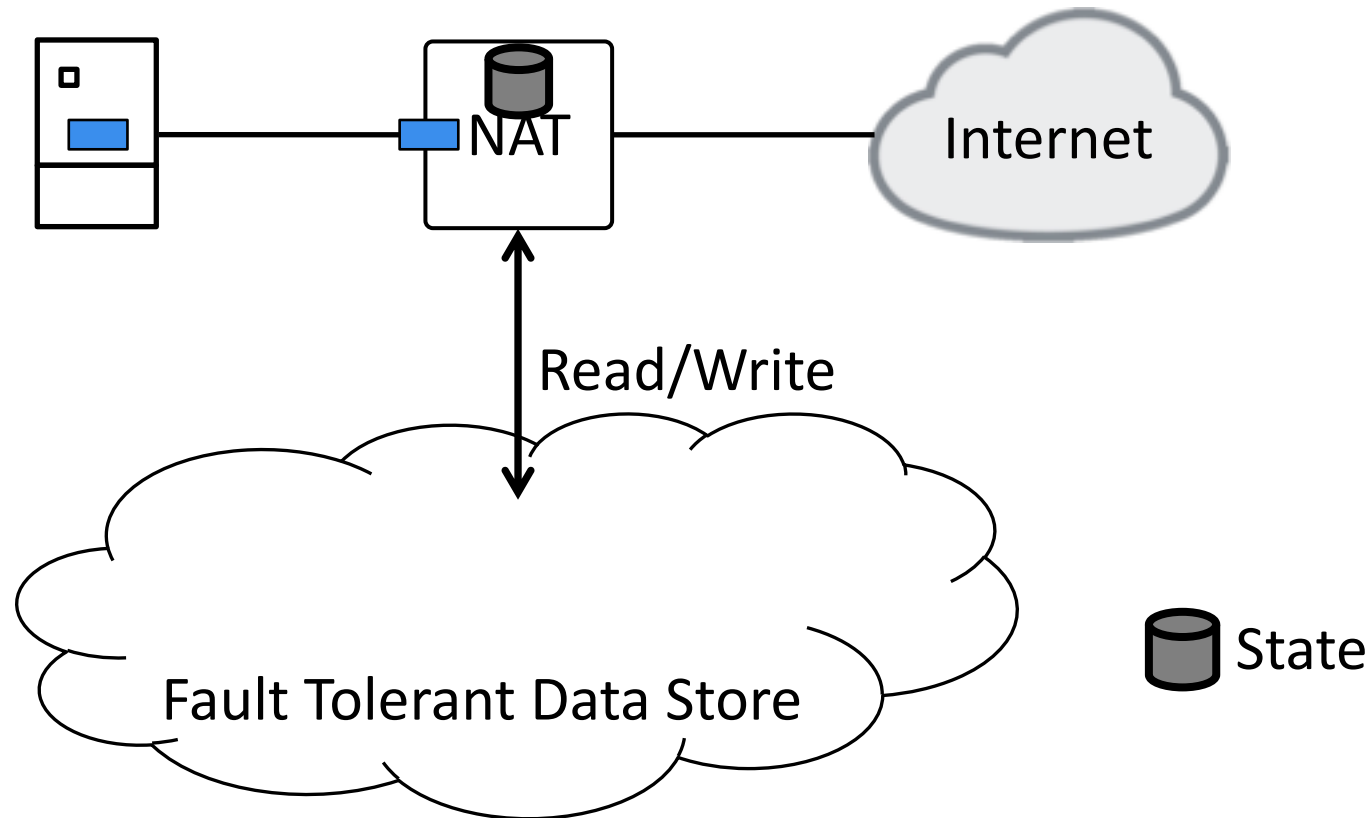 NAT
Internet
Read/Write
State
Fault Tolerant Data Store